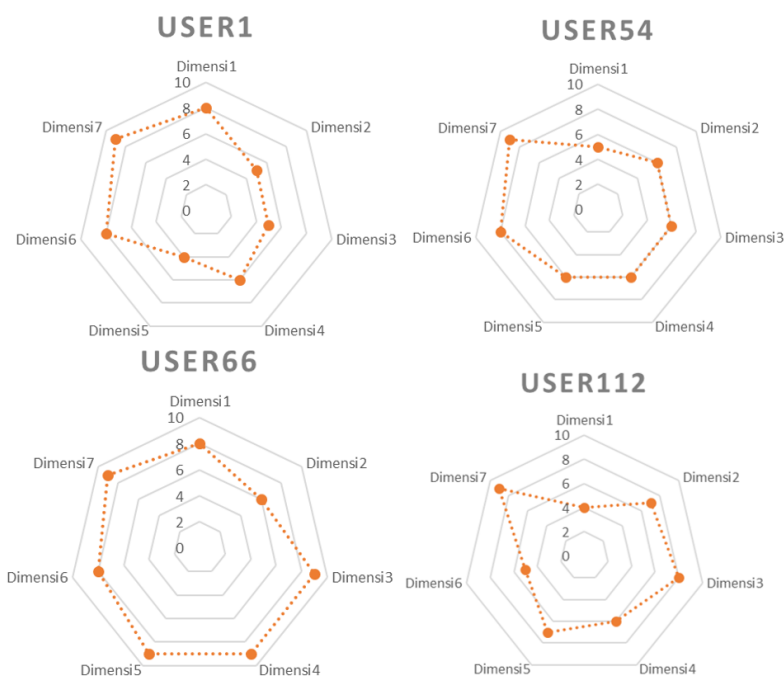 USER1
Dimensi1
10
8
6
4
2
0
Dimensi2
Dimensi3
Dimensi4
Dimensi5
Dimensi6
Dimensi7
USER54
Dimensi1
10
8
6
4
2
0
Dimensi2
Dimensi3
Dimensi4
Dimensi5
Dimensi6
Dimensi7
USER66
Dimensi1
10
8
6
4
2
0
Dimensi2
Dimensi3
Dimensi4
Dimensi5
Dimensi6
Dimensi7
USER112
Dimensi1
10
8
6
4
2
0
Dimensi2
Dimensi3
Dimensi4
Dimensi5
Dimensi6
Dimensi7